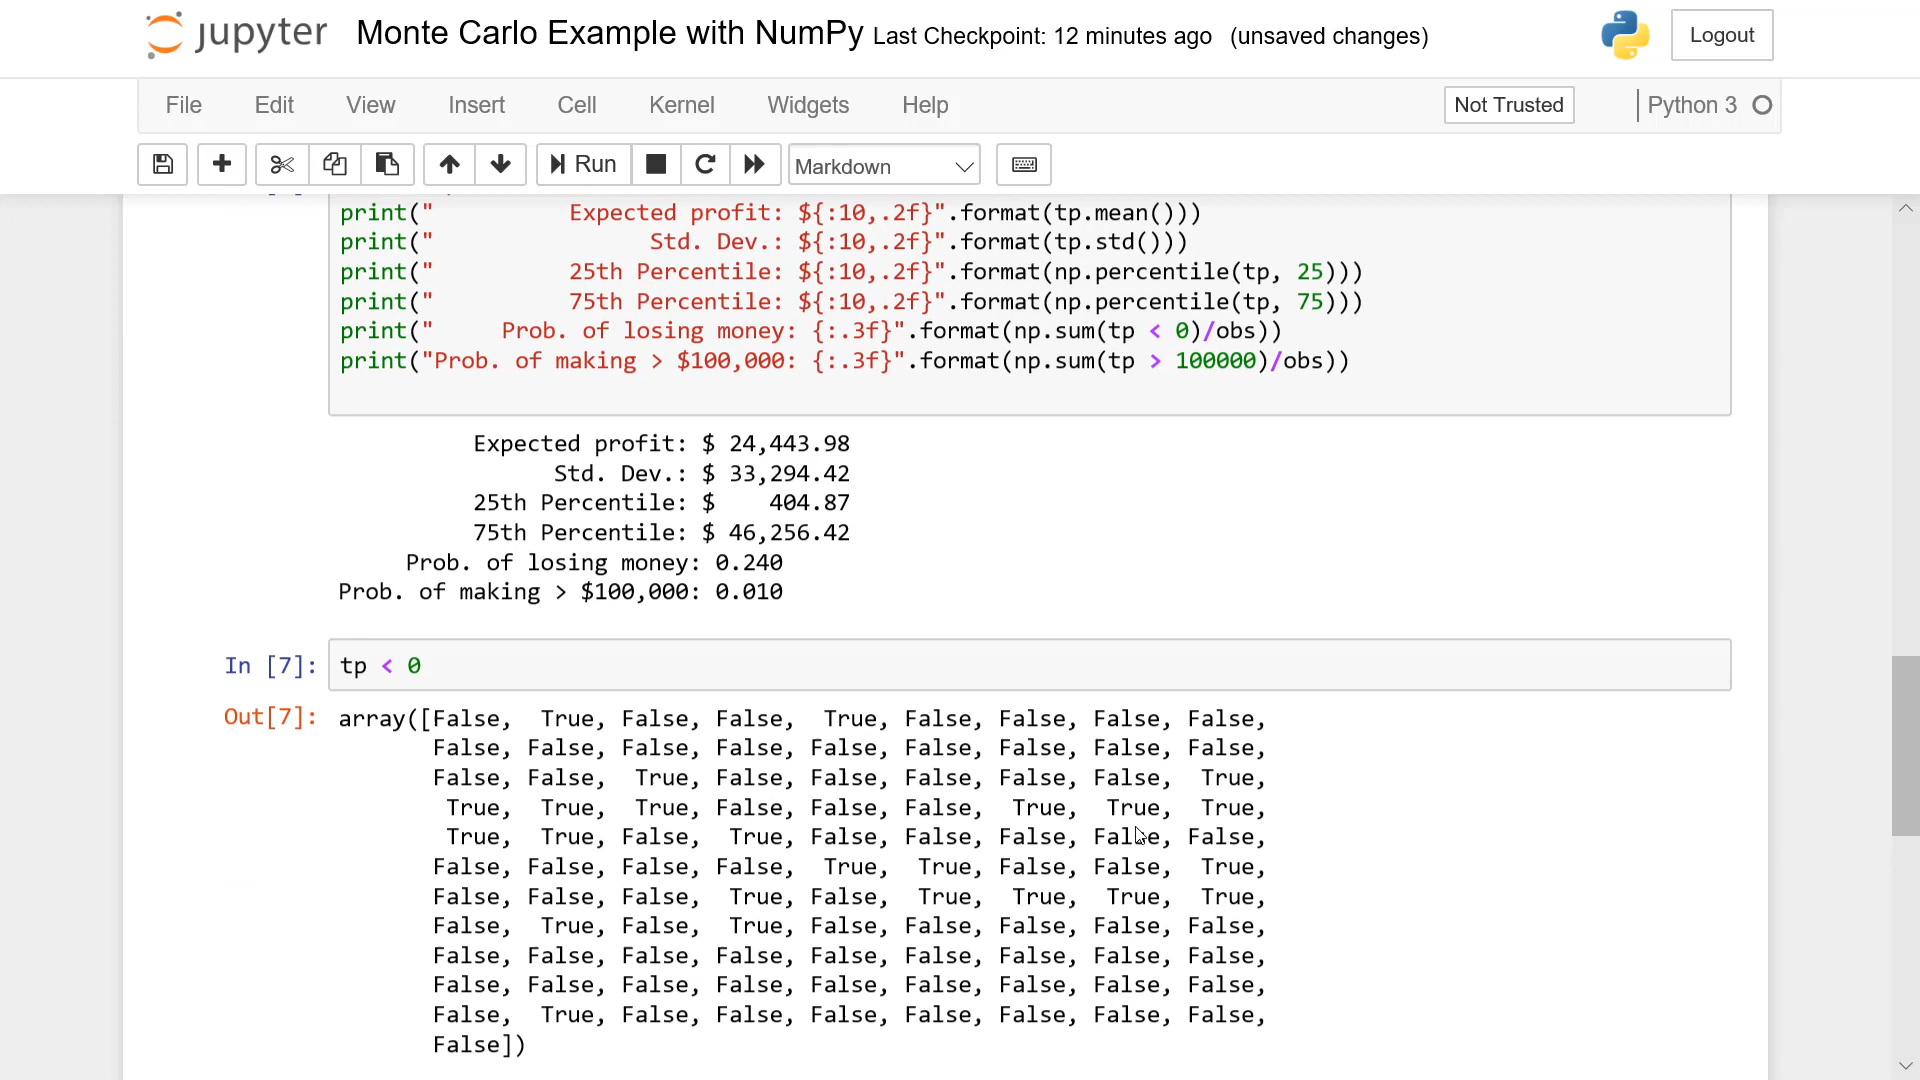 jupyter Monte Carlo Example with NumPy Last Checkpoint: 12 minutes ago (unsaved changes) Logout
File Edit View Insert Cell Kernel Widgets Help Not Trusted Python 3
Run Markdown
print("          Expected profit: ${:10,.2f}".format(tp.mean()))
print("                Std. Dev.: ${:10,.2f}".format(tp.std()))
print("          25th Percentile: ${:10,.2f}".format(np.percentile(tp, 25)))
print("          75th Percentile: ${:10,.2f}".format(np.percentile(tp, 75)))
print("     Prob. of losing money: {:.3f}".format(np.sum(tp < 0)/obs))
print("Prob. of making > $100,000: {:.3f}".format(np.sum(tp > 100000)/obs))
Expected profit: $ 24,443.98
Std. Dev.: $ 33,294.42
25th Percentile: $    404.87
75th Percentile: $ 46,256.42
Prob. of losing money: 0.240
Prob. of making > $100,000: 0.010
In [7]: tp < 0
Out[7]: array([False,  True, False, False,  True, False, False, False, False,
False, False, False, False, False, False, False, False, False,
False, False,  True, False, False, False, False, False,  True,
True,  True,  True, False, False, False,  True,  True,  True,
True,  True, False,  True, False, False, False, False, False,
False, False, False, False,  True,  True, False, False,  True,
False, False, False,  True, False,  True,  True,  True,  True,
False,  True, False,  True, False, False, False, False, False,
False, False, False, False, False, False, False, False, False,
False, False, False, False, False, False, False, False, False,
False,  True, False, False, False, False, False, False, False,
False])